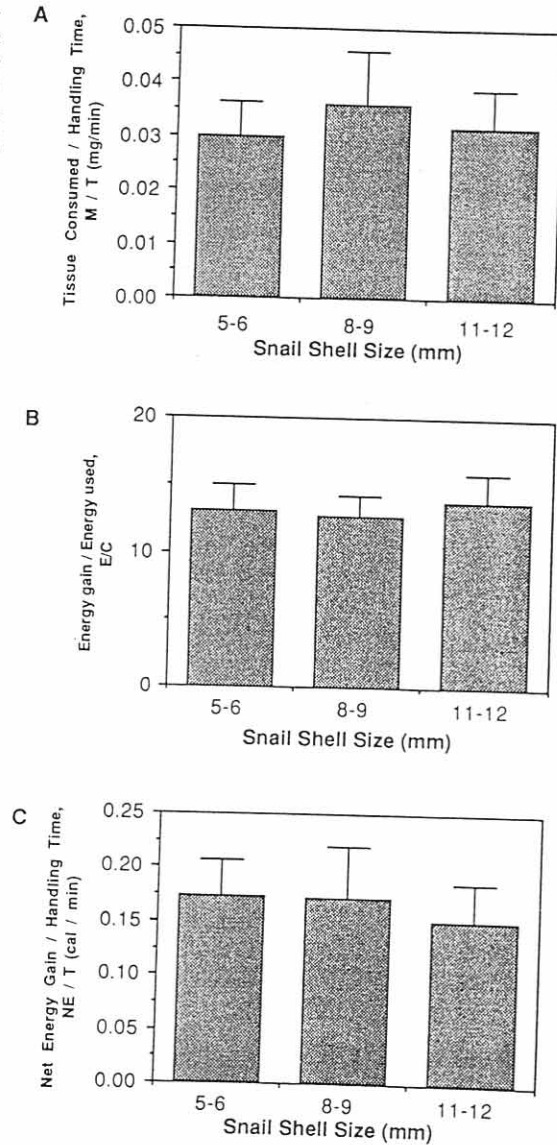 A
Tissue Consumed / Handling Time,
M / T (mg/min)
0.05
0.04
0.03
0.02
0.01
0.00
5-6 8-9 11-12
Snail Shell Size (mm)
B
Energy gain / Energy used,
E/C
20
10
0
5-6 8-9 11-12
Snail Shell Size (mm)
C
Net Energy Gain / Handling Time,
NE / T (cal / min)
0.25
0.20
0.15
0.10
0.05
0.00
5-6 8-9 11-12
Snail Shell Size (mm)